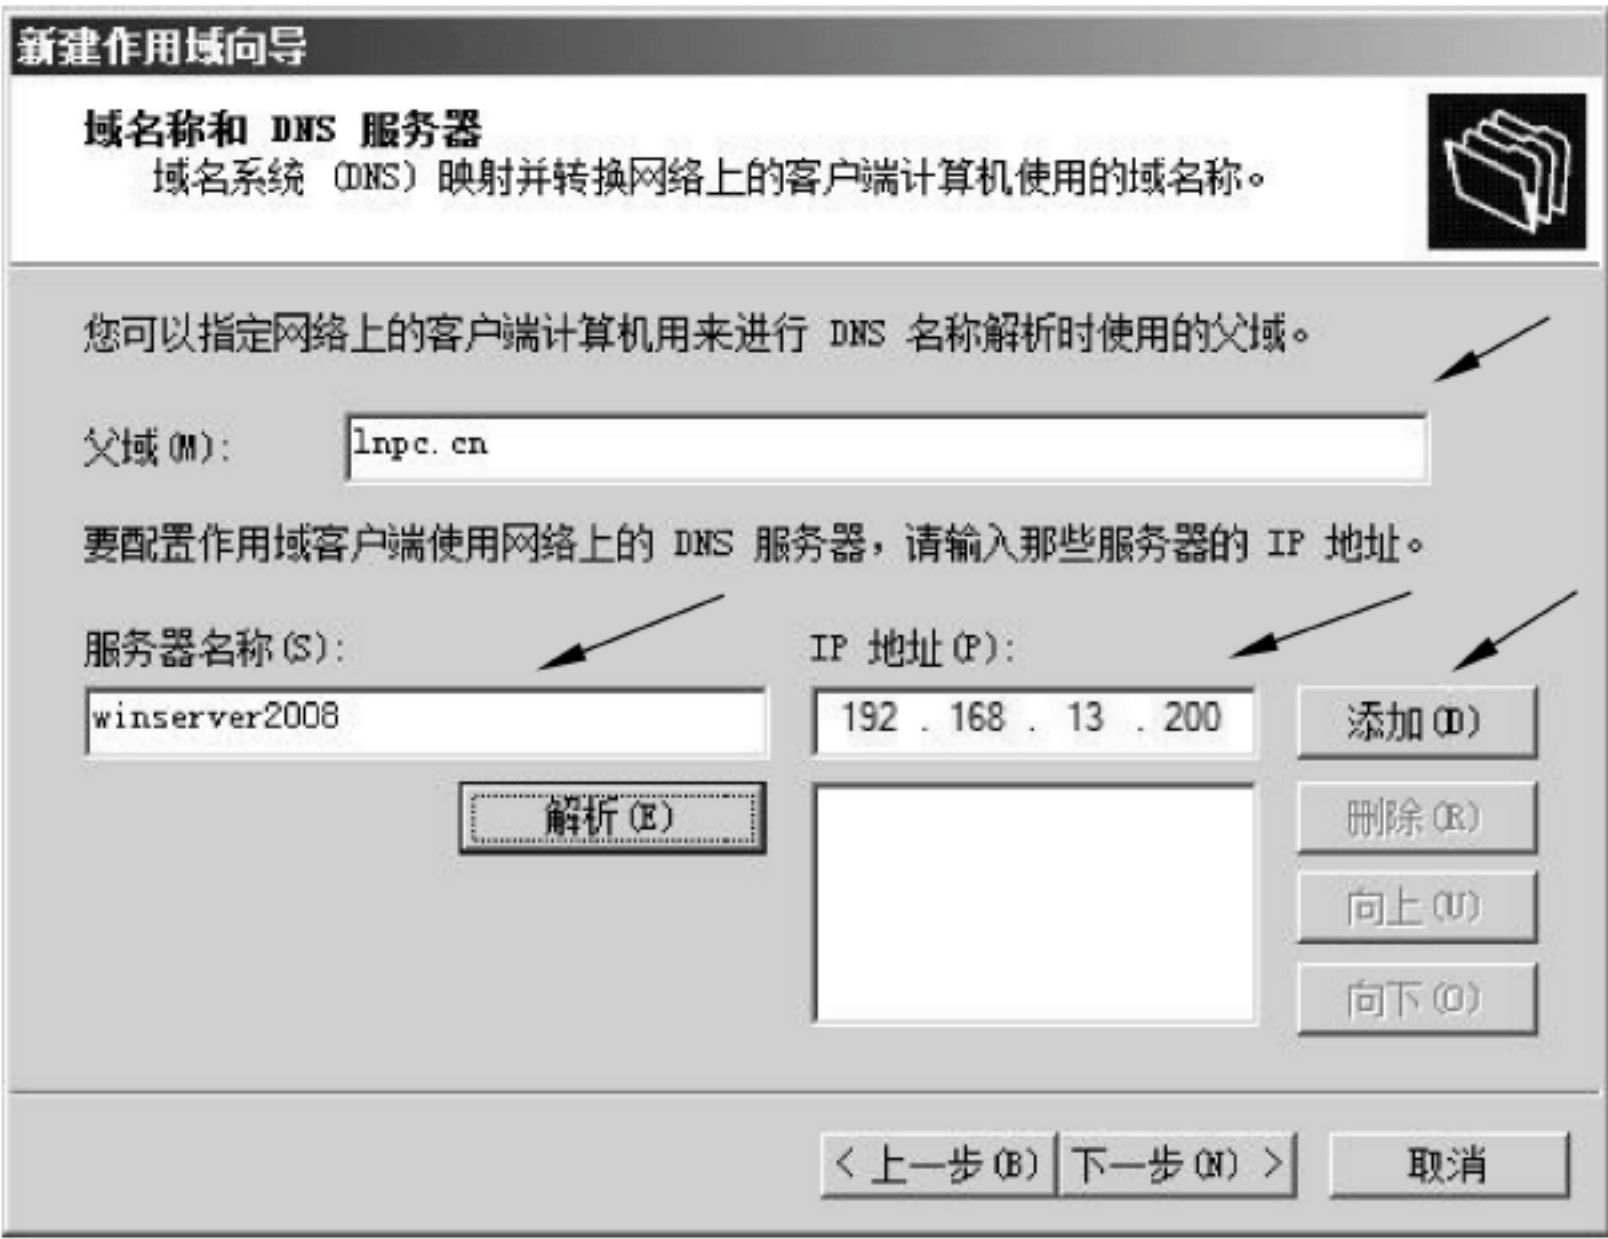 新建作用域向导
域名称和 DNS 服务器
域名系统 (DNS) 映射并转换网络上的客户端计算机使用的域名称。
您可以指定网络上的客户端计算机用来进行 DNS 名称解析时使用的父域。
父域(M): lnpc.cn
要配置作用域客户端使用网络上的 DNS 服务器，请输入那些服务器的 IP 地址。
服务器名称(S): IP 地址(P):
winserver2008 192 . 168 . 13 . 200 添加(D)
解析(E) 删除(R)
向上(U)
向下(O)
< 上一步(B) 下一步(N) > 取消